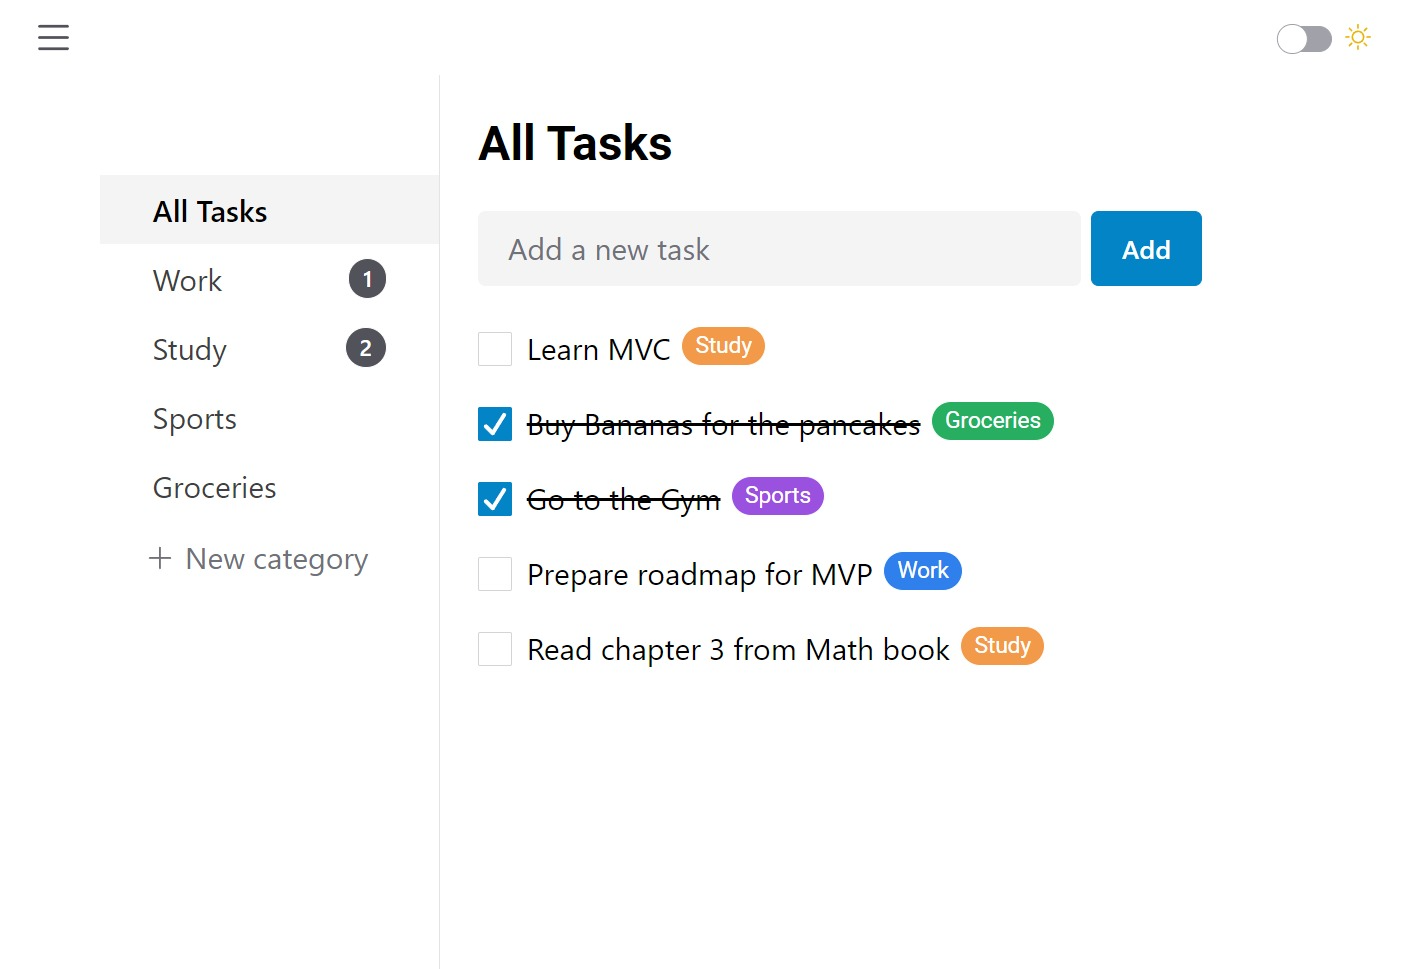 All Tasks
Work 1
Study 2
Sports
Groceries
+ New category
All Tasks
Add a new task Add
Learn MVC Study
Buy Bananas for the pancakes Groceries
Go to the Gym Sports
Prepare roadmap for MVP Work
Read chapter 3 from Math book Study